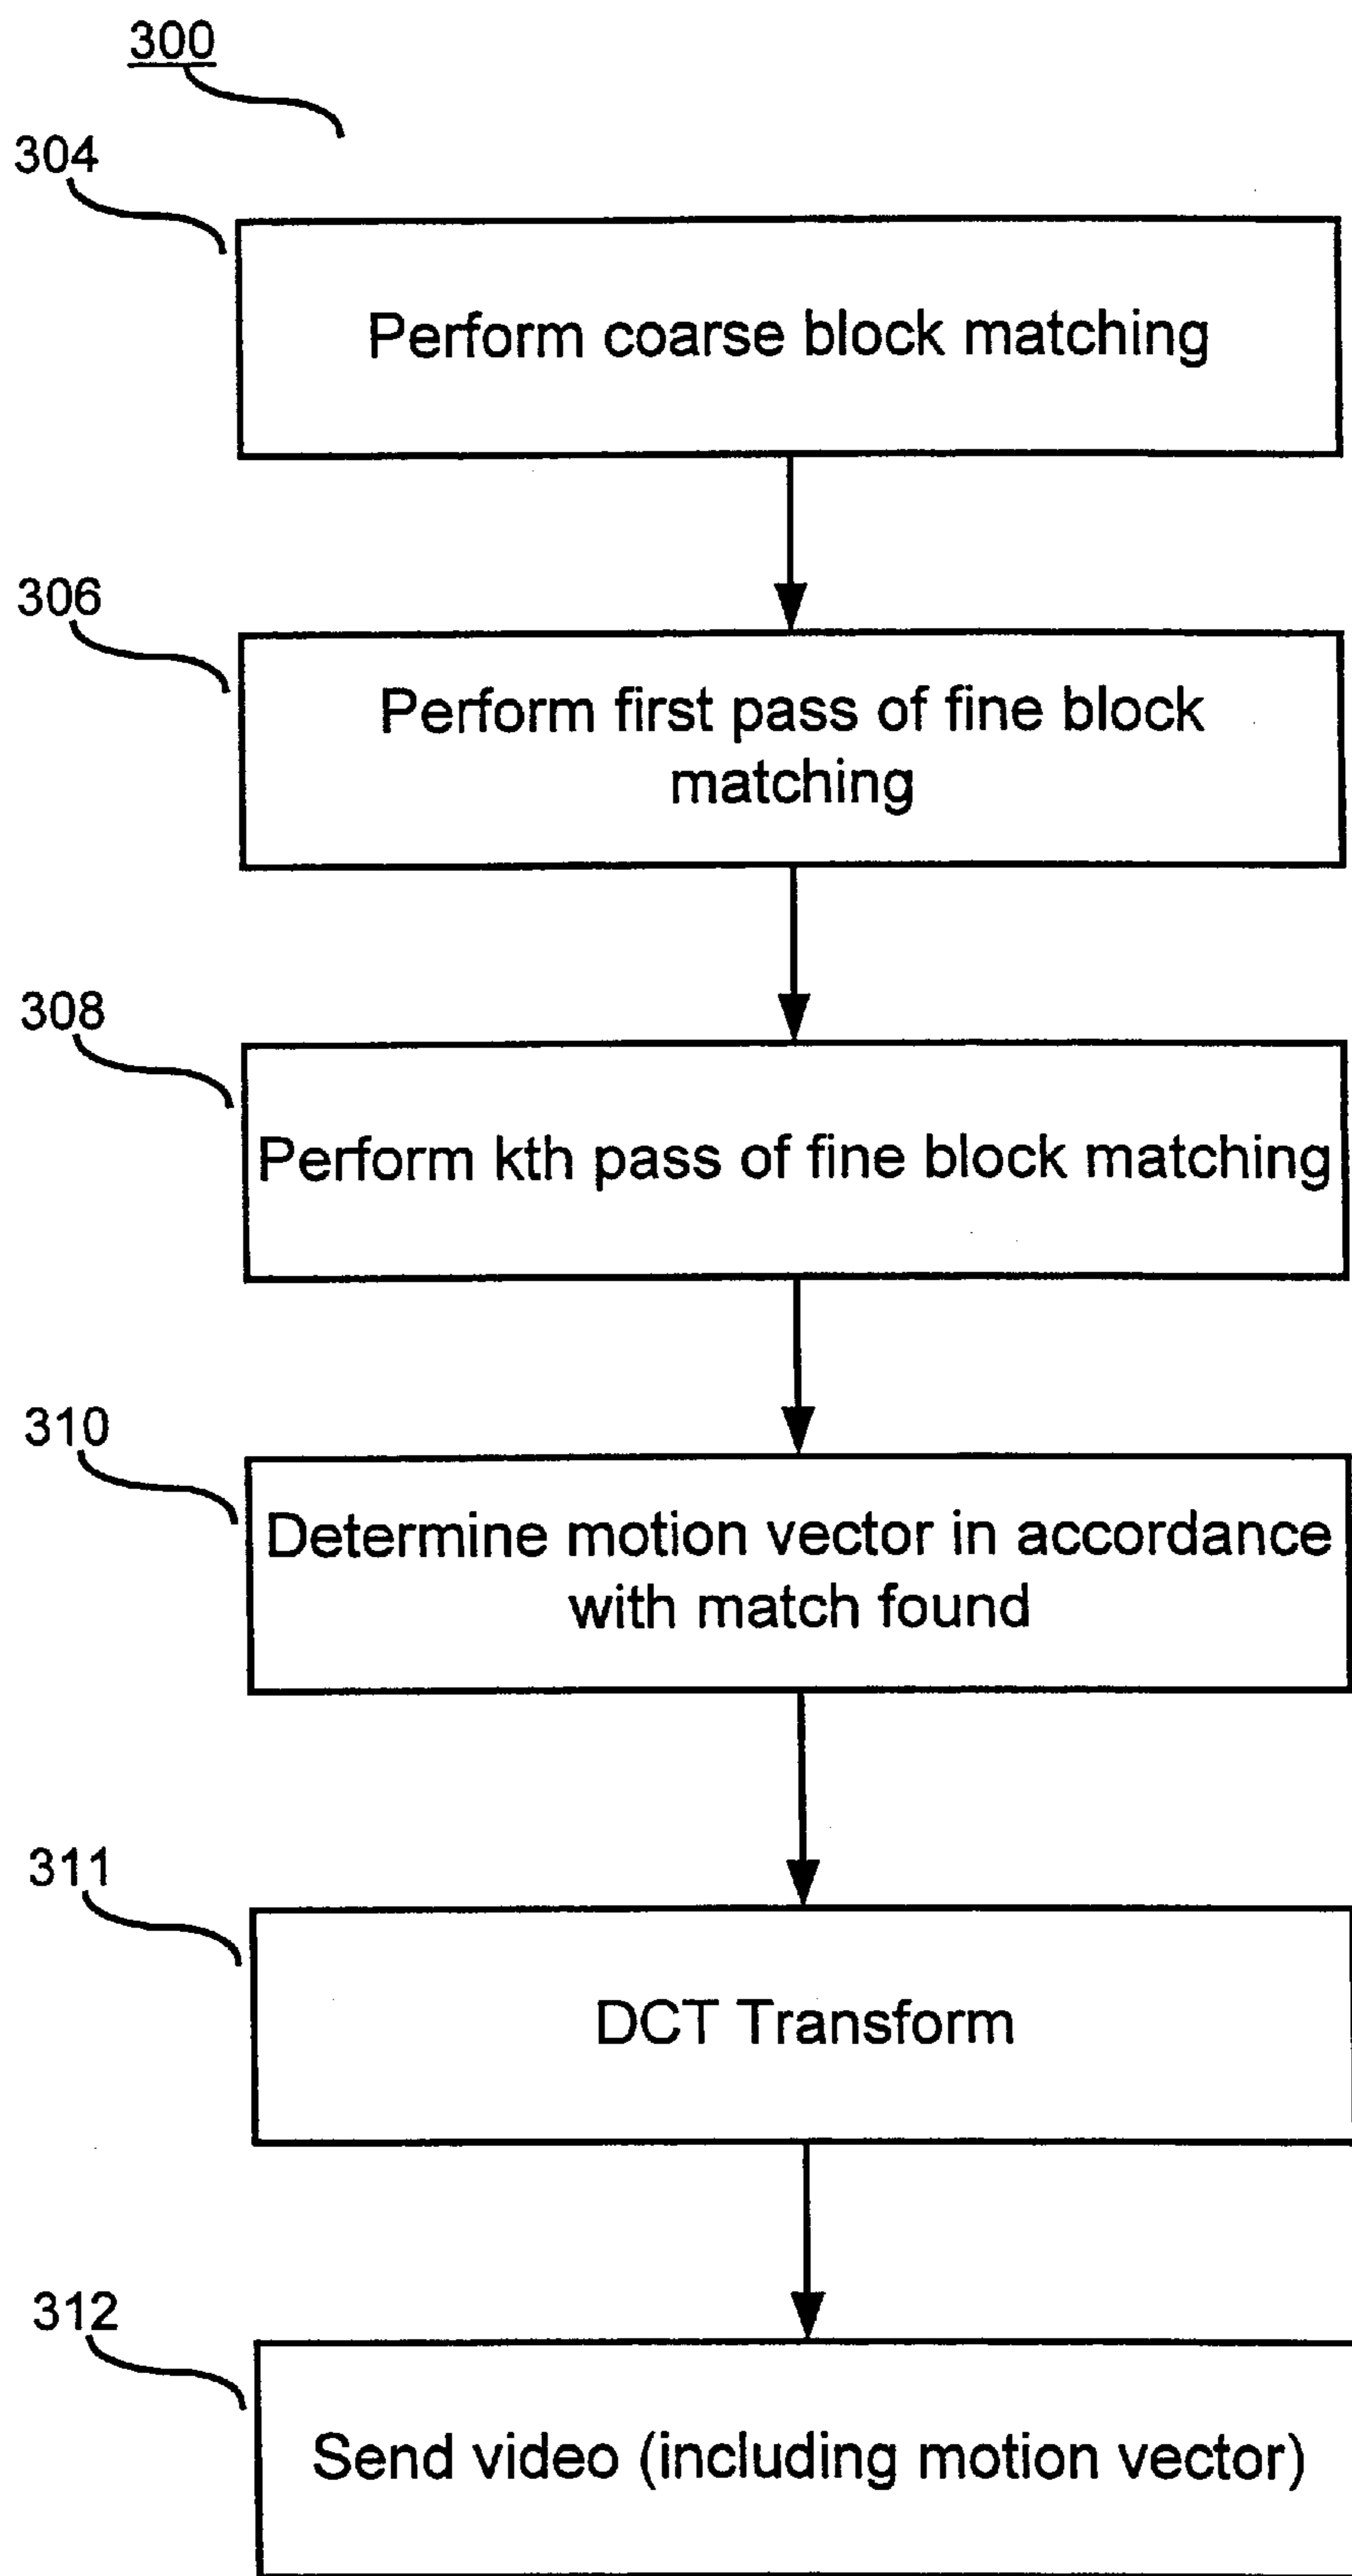 300
304
Perform coarse block matching
306
Perform first pass of fine block
matching
308
Perform kth pass of fine block matching
310
Determine motion vector in accordance
with match found
311
DCT Transform
312
Send video (including motion vector)